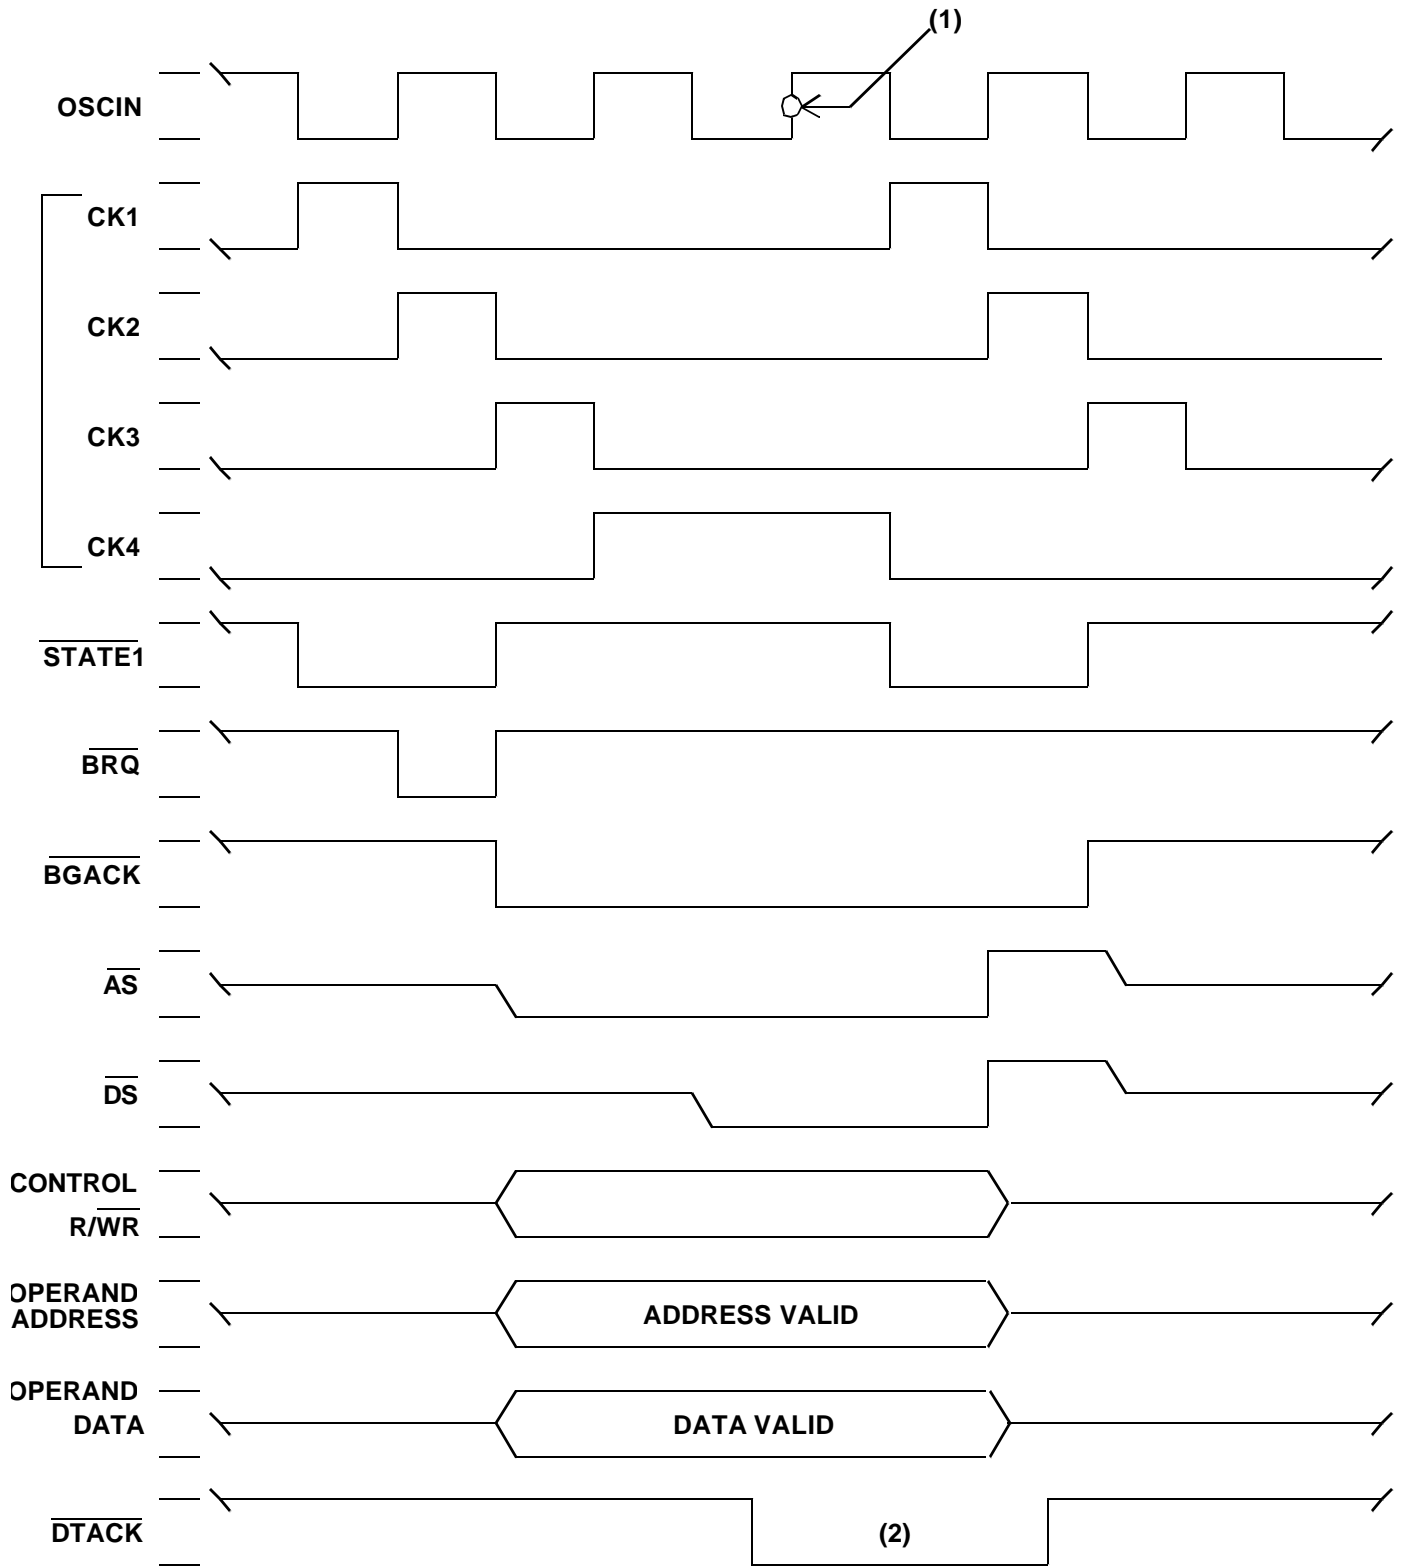 (1)
OSCIN
CK1
CK2
CK3
CK4
STATE1
BRQ
BGACK
AS
DS
CONTROL
R/WR
OPERAND
ADDRESS
ADDRESS VALID
OPERAND
DATA
DATA VALID
DTACK
(2)